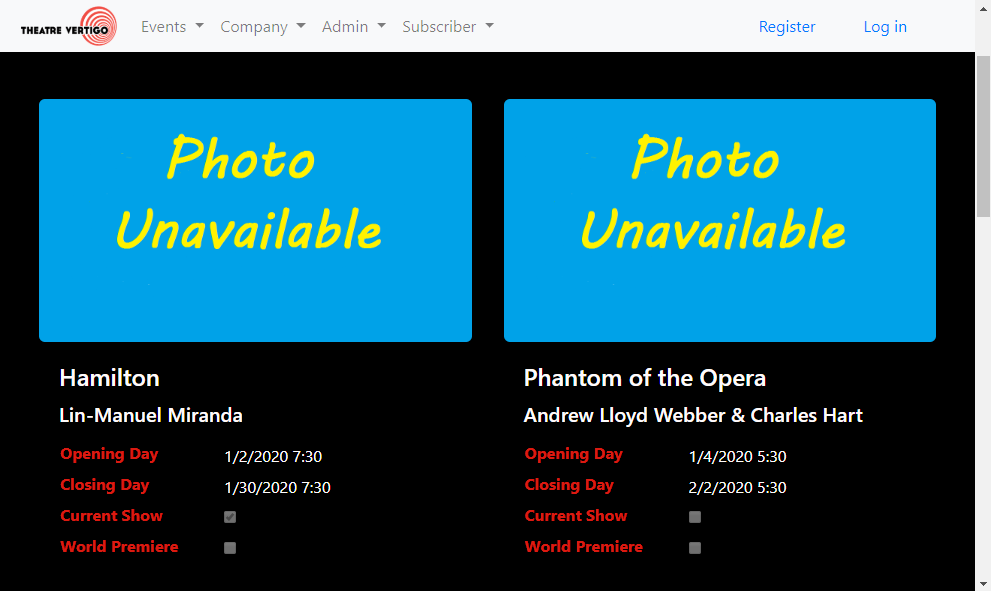 THEATRE VERTIGO Events Company Admin Subscriber Register Log in
Photo
Unavailable
Photo
Unavailable
Hamilton
Lin-Manuel Miranda
Opening Day 1/2/2020 7:30
Closing Day 1/30/2020 7:30
Current Show
World Premiere
Phantom of the Opera
Andrew Lloyd Webber & Charles Hart
Opening Day 1/4/2020 5:30
Closing Day 2/2/2020 5:30
Current Show
World Premiere